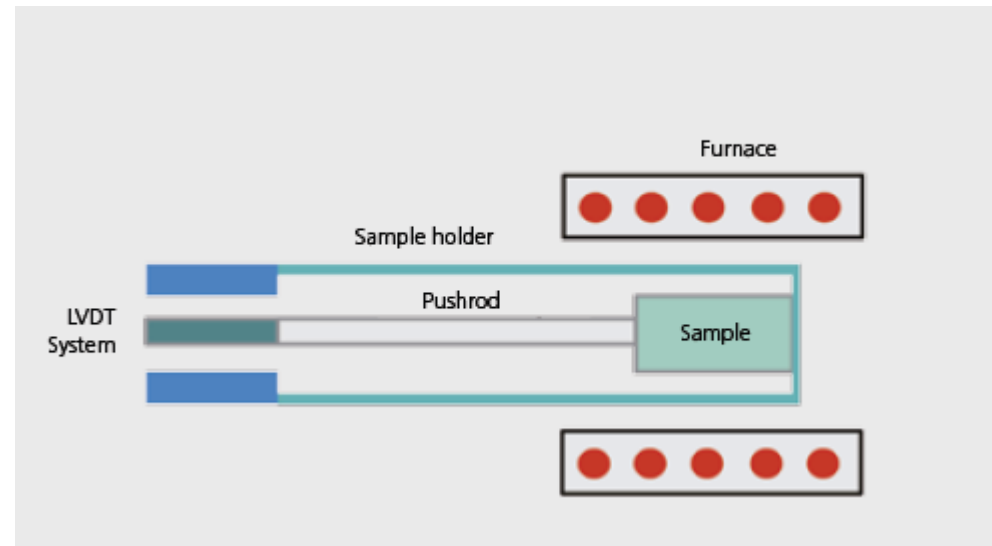 Furnace
Sample holder
Pushrod
LVDT
System
Sample